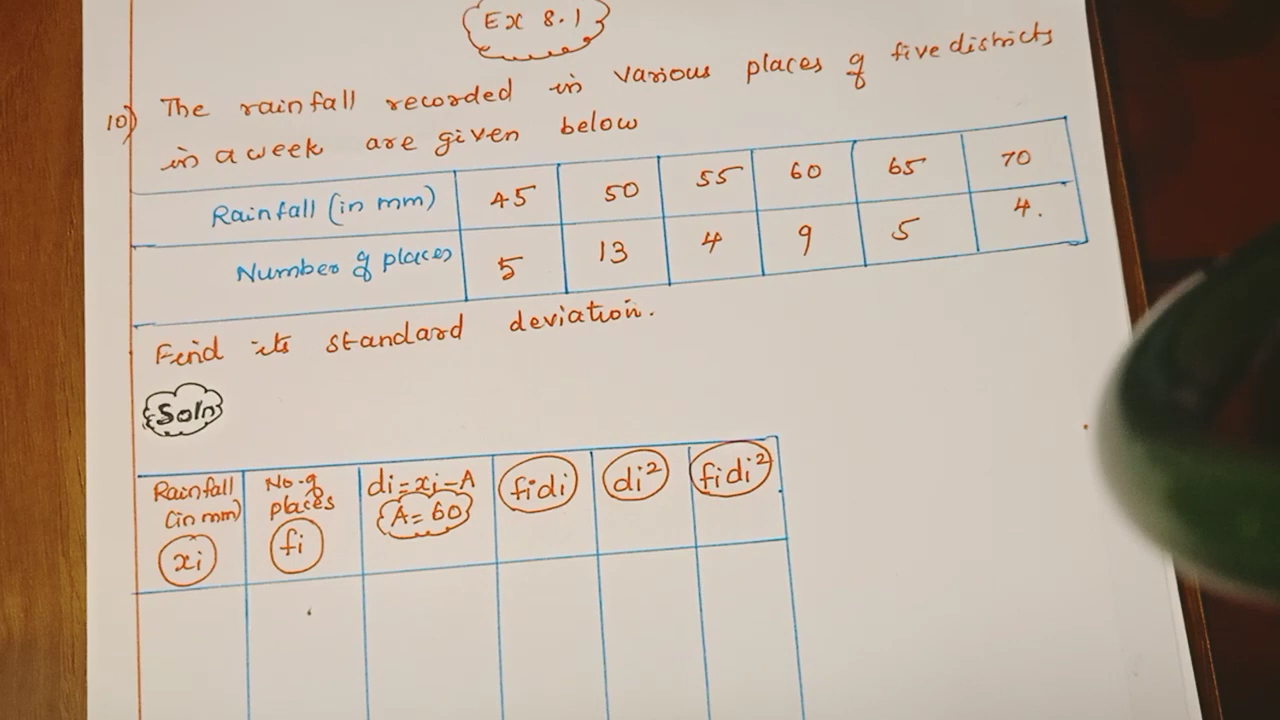 Ex 8.1
10) The rainfall recorded in various places of five districts
in a week are given below
Rainfall (in mm) 45 50 55 60 65 70
Number of places 5 13 4 9 5 4.
Find its standard deviation.
Soln
Rainfall (in mm) xi No. of places fi di = xi - A A = 60 fidi di² fidi²